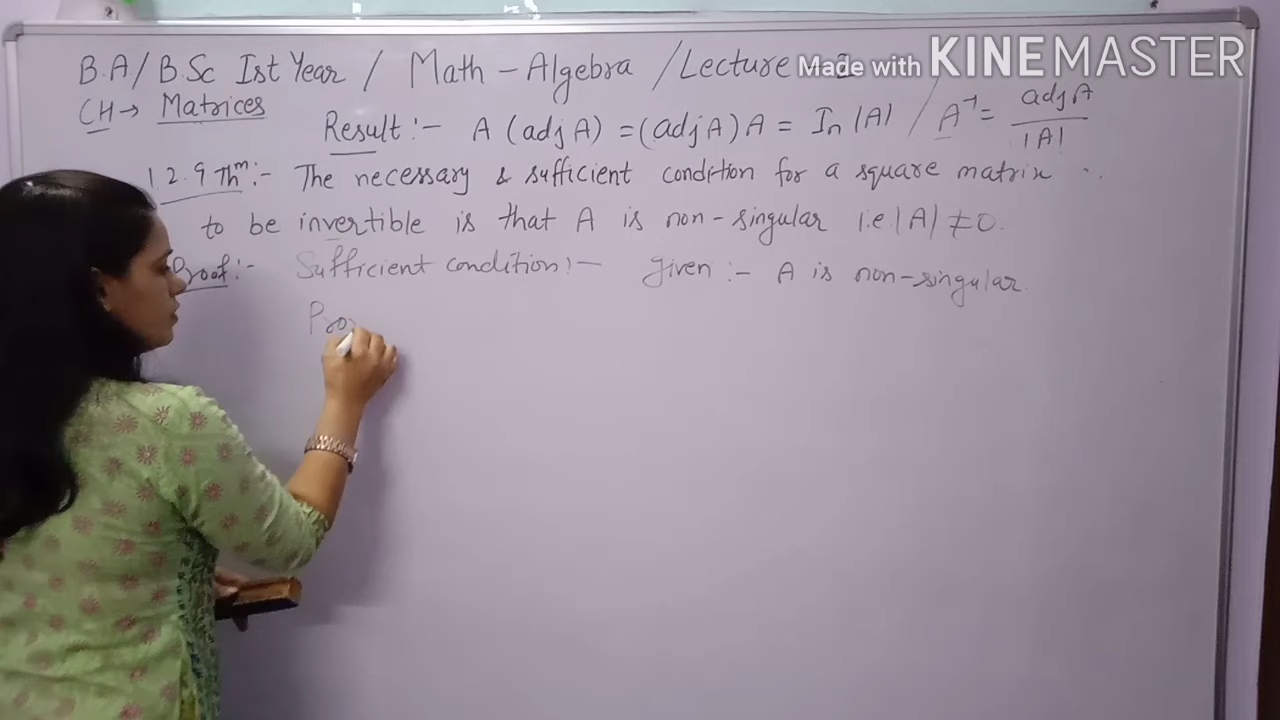 B.A/B.Sc Ist Year / Math-Algebra /Lecture
Made with KINEMASTER
CH→ Matrices
Result:- A (adj A) = (adj A) A = In |A| / A⁻¹ = adj A / |A|
1.2.9 Thm:- The necessary & sufficient condition for a square matrix ..
to be invertible is that A is non-singular i.e |A| ≠ 0.
Proof:- Sufficient condition:- given:- A is non-singular.
Pro